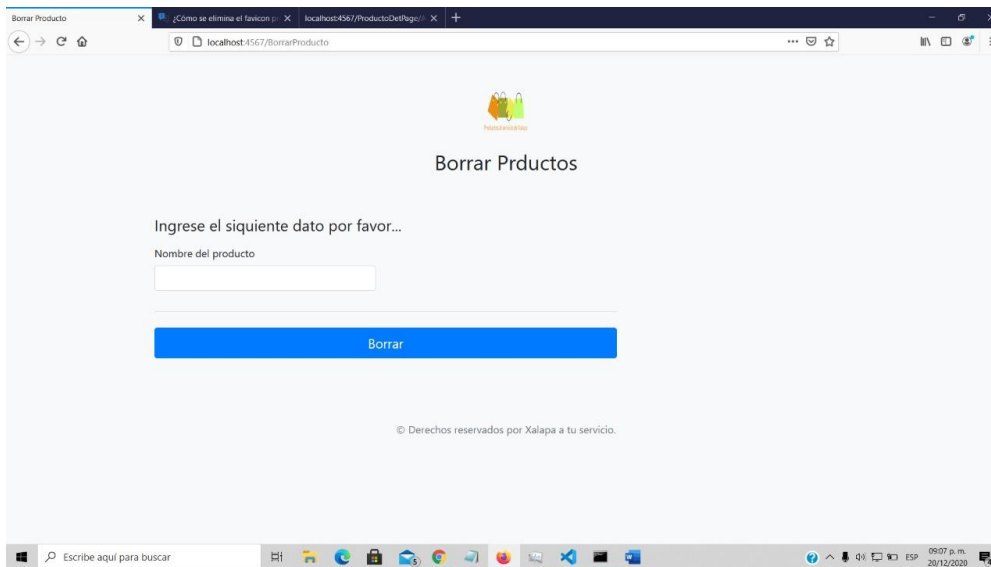 Borrar Producto
¿Cómo se elimina el favicon pr
localhost:4567/ProductoDetPage/A
localhost:4567/BorrarProducto
Borrar Prductos
Ingrese el siquiente dato por favor...
Nombre del producto
Borrar
© Derechos reservados por Xalapa a tu servicio.
Escribe aquí para buscar
ESP
09:07 p. m.
20/12/2020